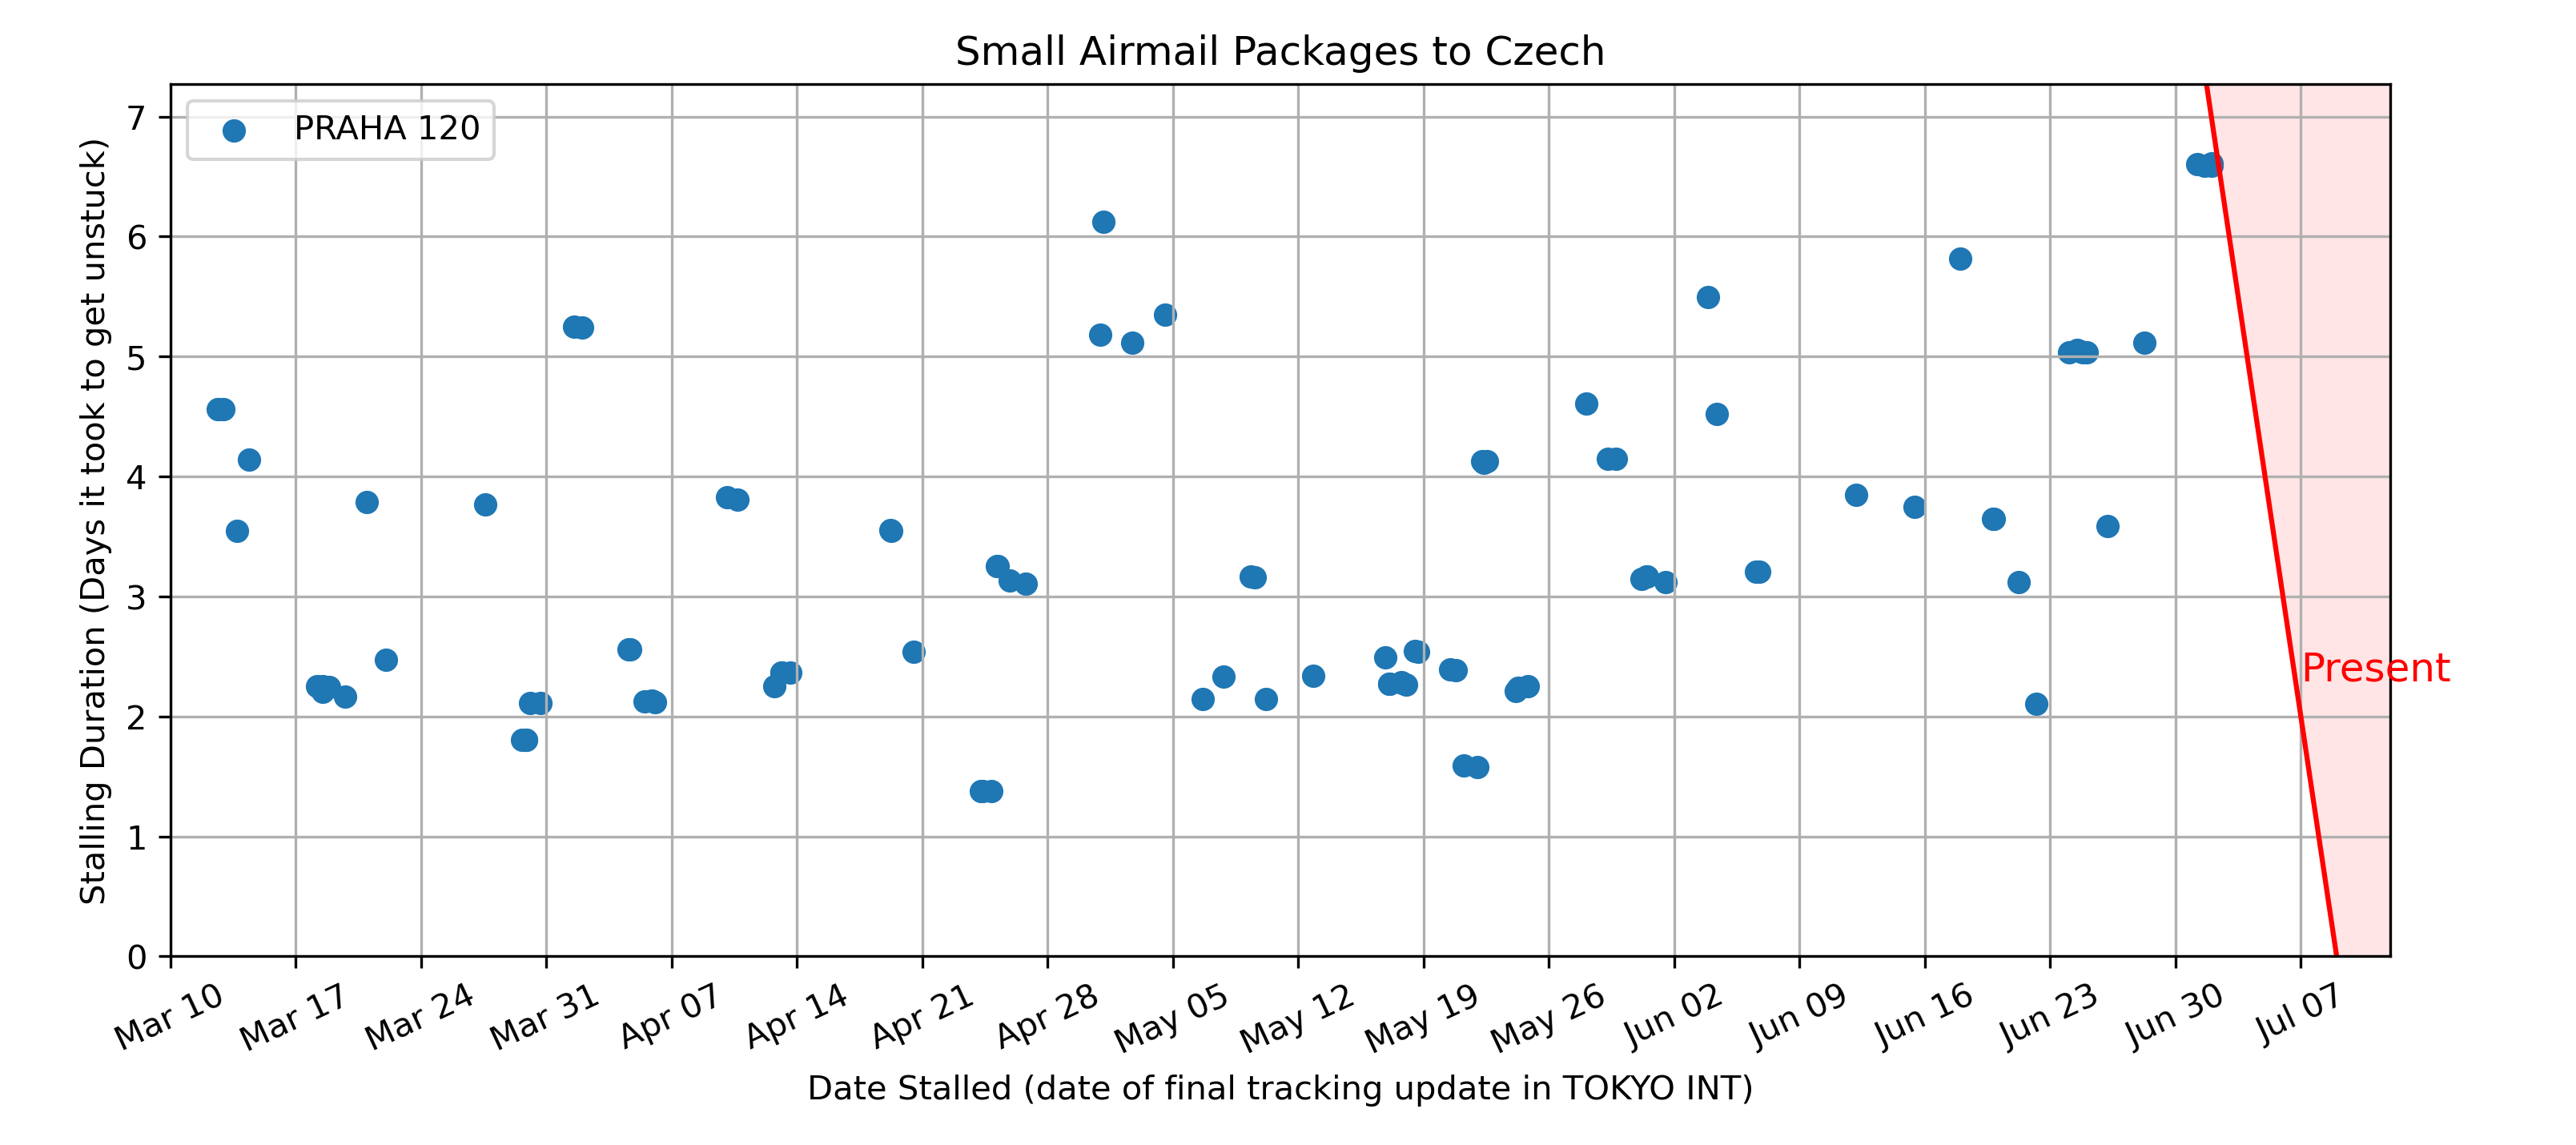 Small Airmail Packages to Czech
PRAHA 120
Stalling Duration (Days it took to get unstuck)
7
6
5
4
3
2
1
0
Present
Mar 10
Mar 17
Mar 24
Mar 31
Apr 07
Apr 14
Apr 21
Apr 28
May 05
May 12
May 19
May 26
Jun 02
Jun 09
Jun 16
Jun 23
Jun 30
Jul 07
Date Stalled (date of final tracking update in TOKYO INT)